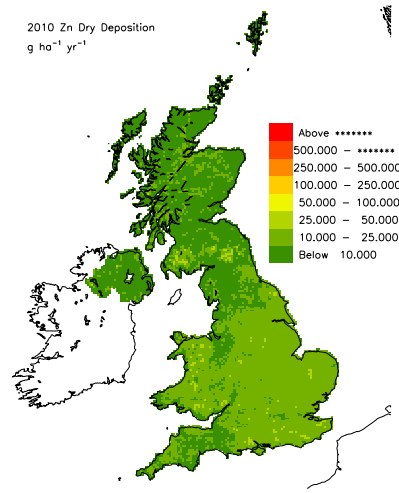 2010 Zn Dry Deposition
g ha⁻¹ yr⁻¹
Above *******
500.000 – *******
250.000 – 500.000
100.000 – 250.000
50.000 – 100.000
25.000 – 50.000
10.000 – 25.000
Below 10.000